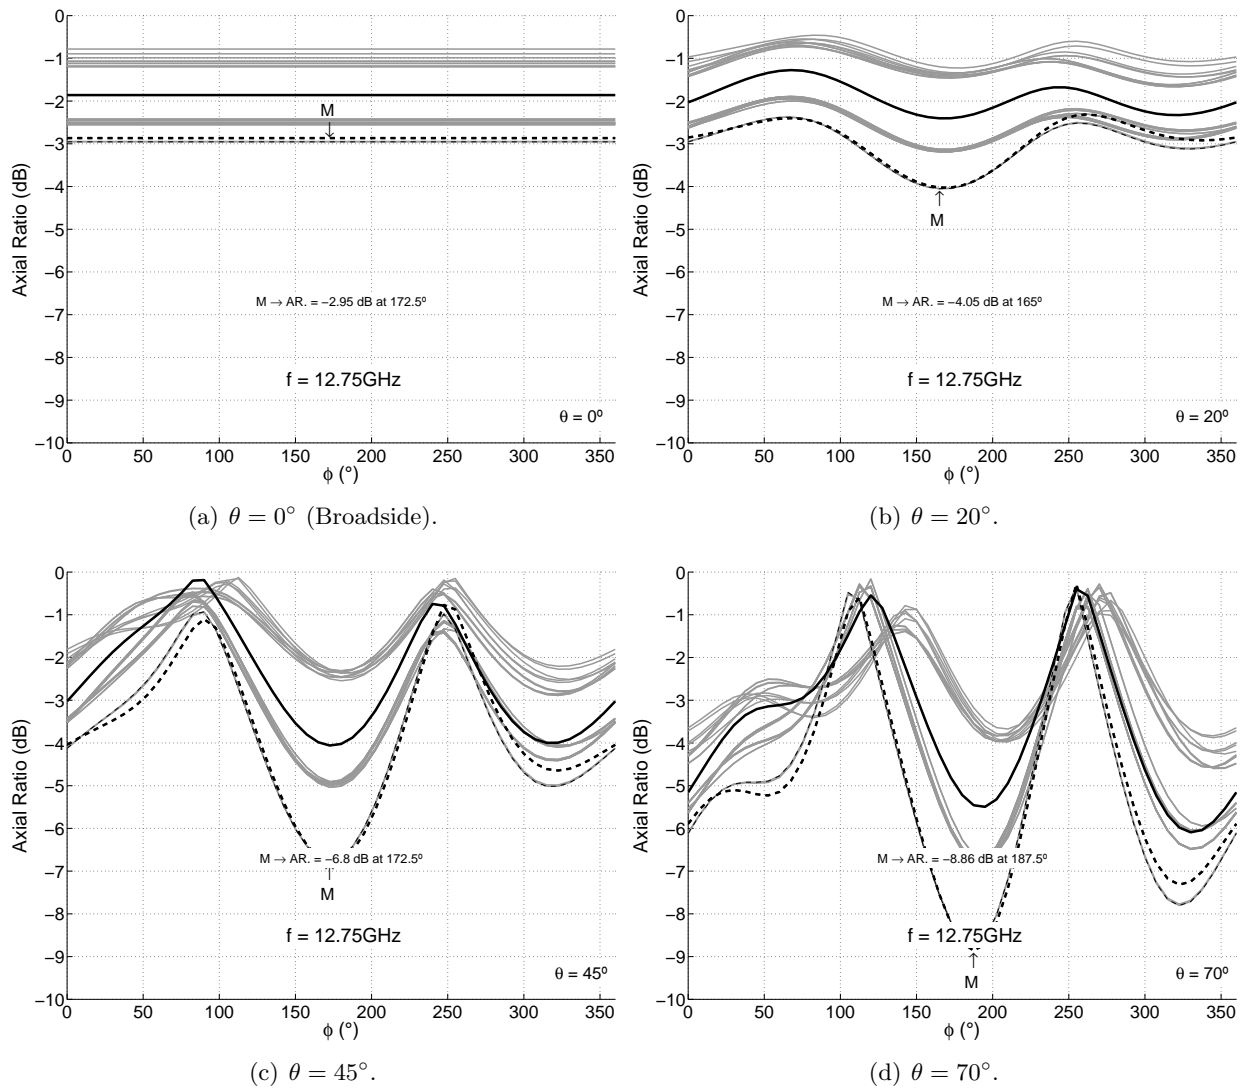 0
−1
−2
−3
−4
−5
−6
−7
−8
−9
−10
Axial Ratio (dB)
M
M → AR. = −2.95 dB at 172.5º
f = 12.75GHz
θ = 0º
0 50 100 150 200 250 300 350
ϕ (°)
(a) θ = 0° (Broadside).
0
−1
−2
−3
−4
−5
−6
−7
−8
−9
−10
Axial Ratio (dB)
M
M → AR. = −4.05 dB at 165º
f = 12.75GHz
θ = 20º
0 50 100 150 200 250 300 350
ϕ (°)
(b) θ = 20°.
0
−1
−2
−3
−4
−5
−6
−7
−8
−9
−10
Axial Ratio (dB)
M → AR. = −6.8 dB at 172.5º
M
f = 12.75GHz
θ = 45º
0 50 100 150 200 250 300 350
ϕ (°)
(c) θ = 45°.
0
−1
−2
−3
−4
−5
−6
−7
−8
−9
−10
Axial Ratio (dB)
M → AR. = −8.86 dB at 187.5º
f = 12.75GHz
M
θ = 70º
0 50 100 150 200 250 300 350
ϕ (°)
(d) θ = 70°.